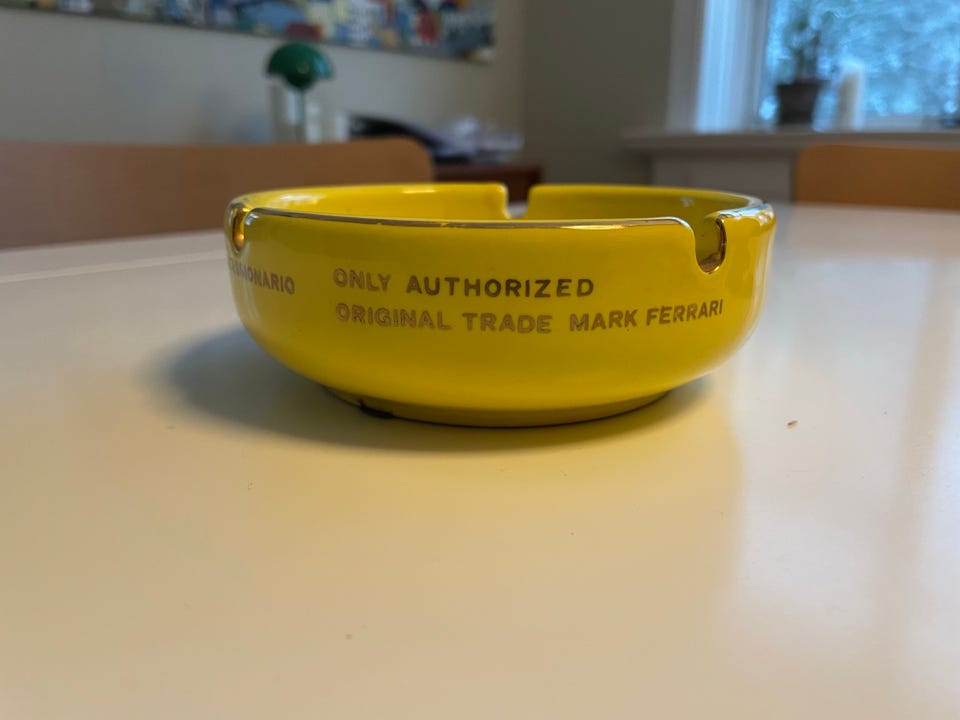 ONLY AUTHORIZED
ORIGINAL TRADE MARK FERRARI